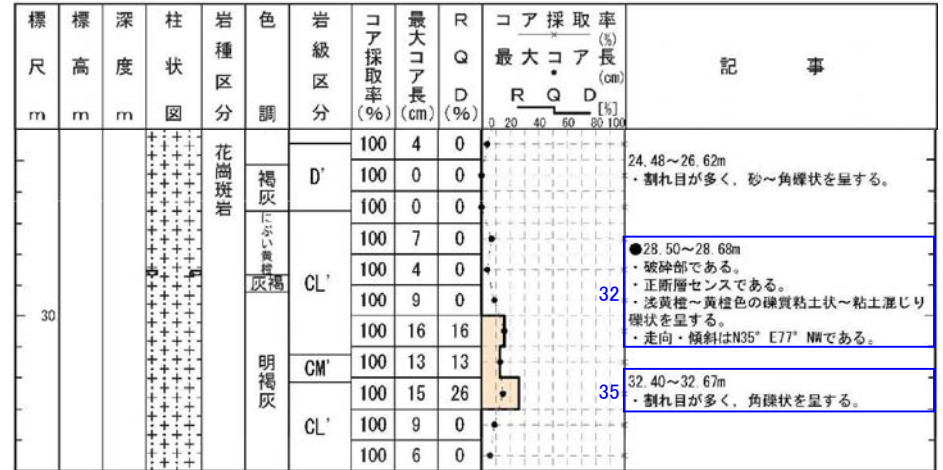 標尺 m
標高 m
深度 m
柱状図
岩種区分
色調
岩級区分
コア採取率(%)
最大コア長(cm)
RQD(%)
コア採取率
(%)
最大コア長
(cm)
RQD
[%]
0 20 40 60 80 100
記事
30
花崗斑岩
褐灰
にぶい黄橙
灰褐
明褐灰
D'
CL'
CM'
CL'
100 4 0
100 0 0
100 0 0
100 7 0
100 4 0
100 9 0
100 16 16
100 13 13
100 15 26
100 9 0
100 6 0
24.48～26.62m
・割れ目が多く、砂～角礫状を呈する。
32
●28.50～28.68m
・破砕部である。
・正断層センスである。
・浅黄橙～黄橙色の礫質粘土状～粘土混じり
礫状を呈する。
・走向・傾斜はN35°E77°NWである。
35
32.40～32.67m
・割れ目が多く、角礫状を呈する。